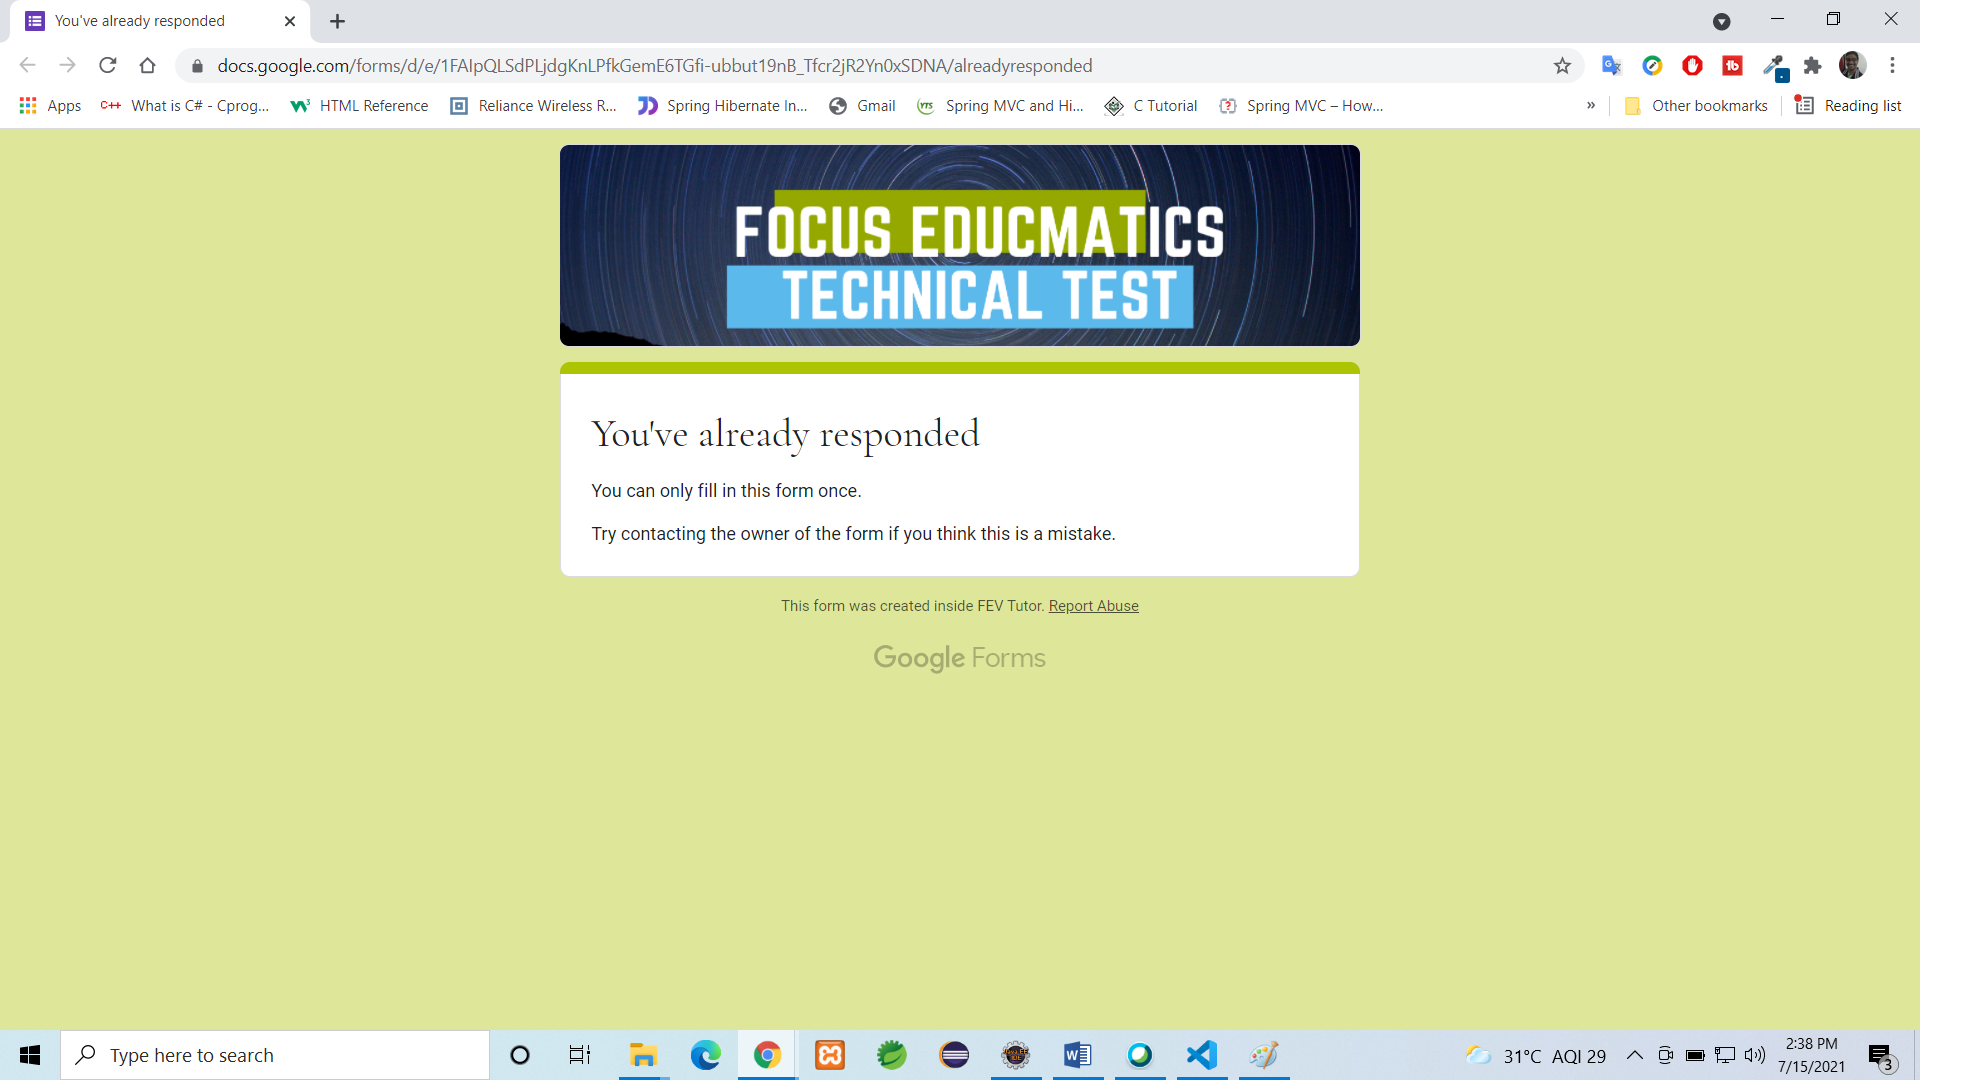 You've already responded
docs.google.com/forms/d/e/1FAIpQLSdPLjdgKnLPfkGemE6TGfi-ubbut19nB_Tfcr2jR2Yn0xSDNA/alreadyresponded
Apps C++ What is C# - Cprog... HTML Reference Reliance Wireless R... Spring Hibernate In... Gmail YTS Spring MVC and Hi... C Tutorial Spring MVC – How... » Other bookmarks Reading list
FOCUS EDUCMATICS
TECHNICAL TEST
You've already responded
You can only fill in this form once.
Try contacting the owner of the form if you think this is a mistake.
This form was created inside FEV Tutor. Report Abuse
Google Forms
Type here to search
31°C AQI 29
2:38 PM
7/15/2021
3